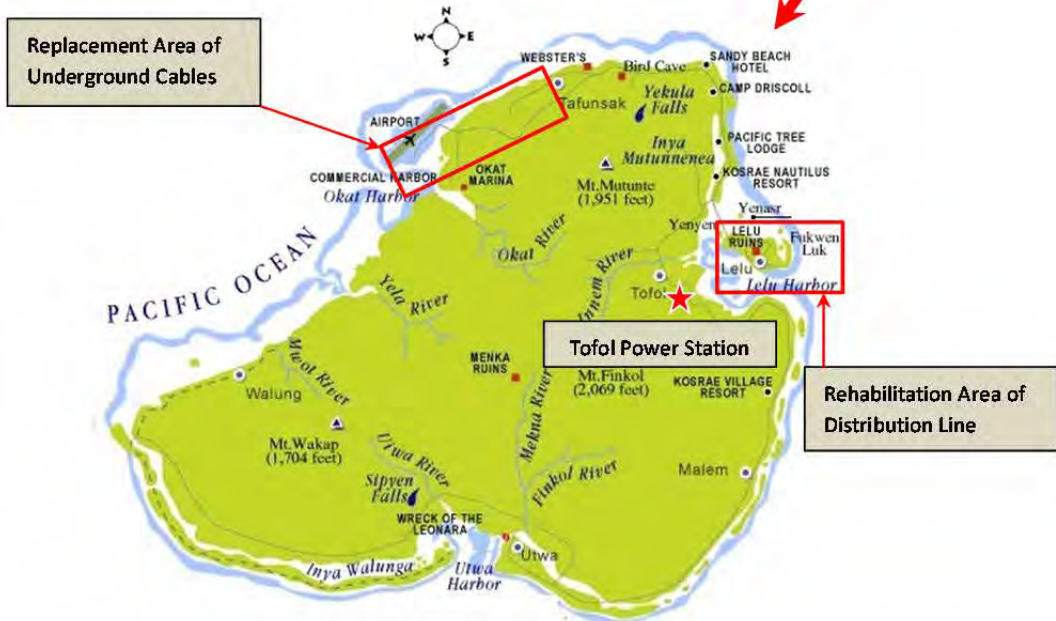 Replacement Area of
Underground Cables
N
W E
S
WEBSTER'S
Bird Cave
SANDY BEACH
HOTEL
CAMP DRISCOLL
Tafunsak
Yekula
Falls
AIRPORT
Inya
Mutunnenea
PACIFIC TREE
LODGE
COMMERCIAL HARBOR
Okat Harbor
OKAT
MARINA
Mt.Mutunte
(1,951 feet)
KOSRAE NAUTILUS
RESORT
Yenasr
Yenyen
LELU
RUINS
Fukwen
Luk
Lelu
Lelu Harbor
PACIFIC OCEAN
Okat River
Innem River
Yela River
Tofol
Tofol Power Station
MENKA
RUINS
Mt.Finkol
(2,069 feet)
KOSRAE VILLAGE
RESORT
Rehabilitation Area of
Distribution Line
Mwot River
Walung
Mt.Wakap
(1,704 feet)
Mekna River
Utwa River
Finkol River
Malem
Sipyen
Falls
WRECK OF THE
LEONARA
Utwa
Inya Walunga
Utwa
Harbor